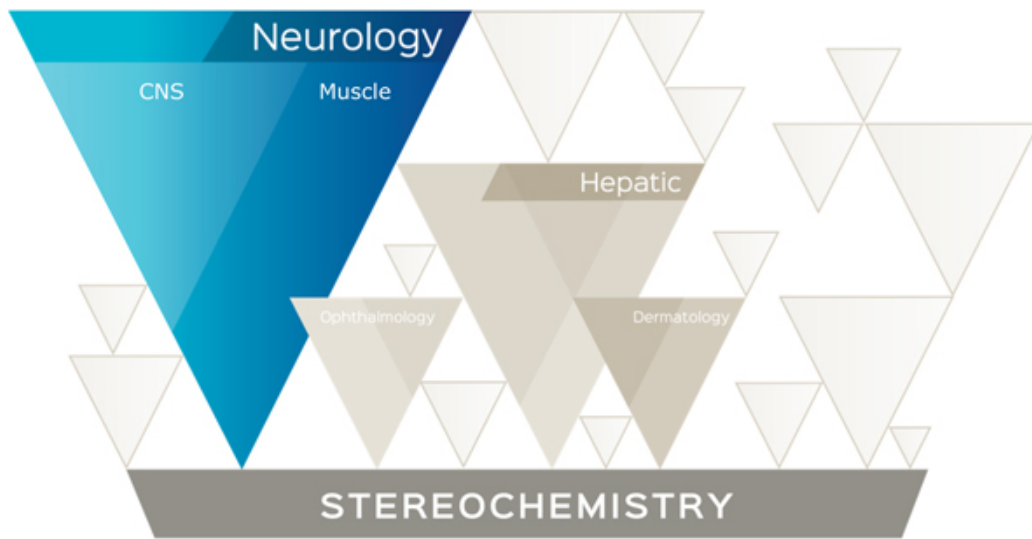 Neurology
CNS Muscle
Hepatic
Ophthalmology Dermatology
STEREOCHEMISTRY